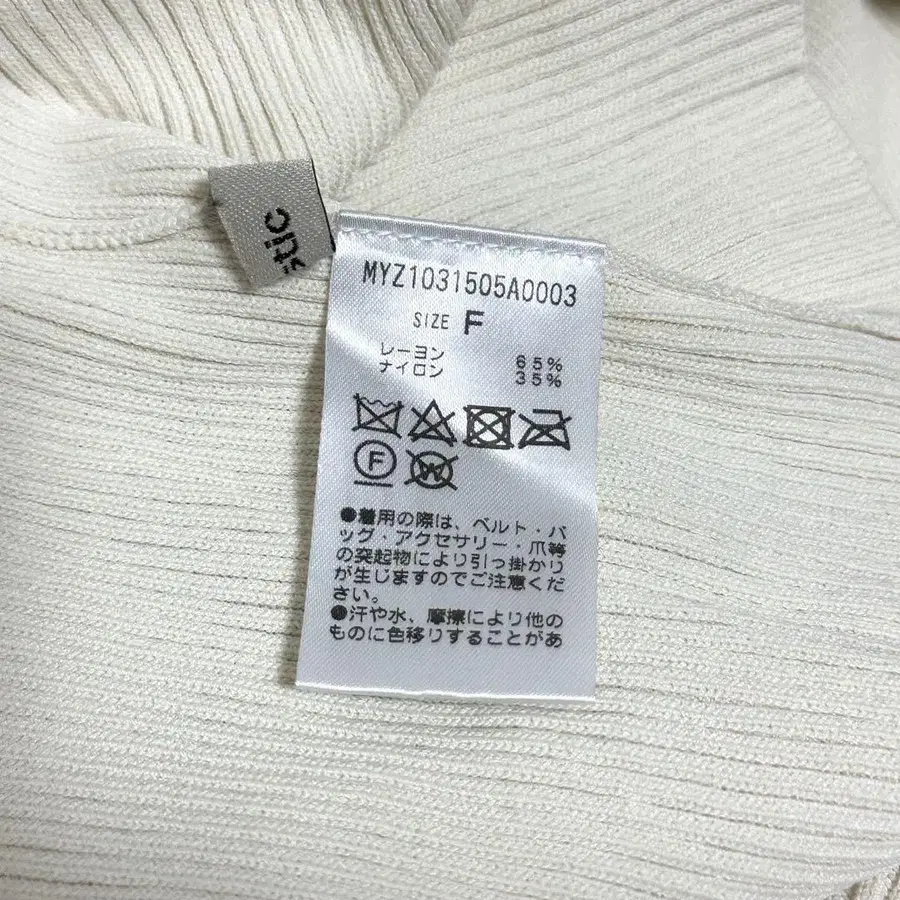 stic
MYZ1031505A0003
SIZE F
レーヨン 65%
ナイロン 35%
F
W
●着用の際は、ベルト・バ
ッグ・アクセサリー・爪等
の突起物により引っ掛かり
が生じますのでご注意くだ
さい。
●汗や水、摩擦により他の
ものに色移りすることがあ